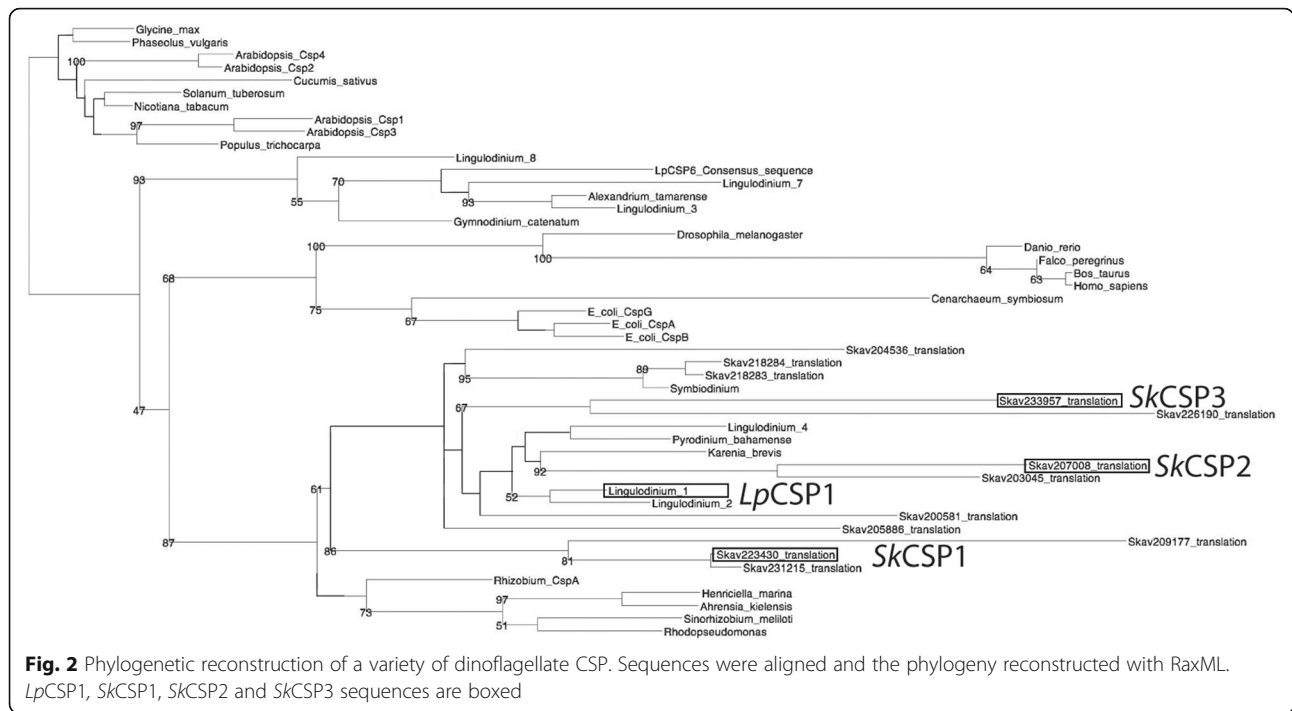 Glycine_max
Phaseolus_vulgaris
Arabidopsis_Csp4
100
Arabidopsis_Csp2
Cucumis_sativus
Solanum_tuberosum
Nicotiana_tabacum
Arabidopsis_Csp1
97
Arabidopsis_Csp3
Populus_trichocarpa
Lingulodinium_8
LpCSP6_Consensus_sequence
93
70
Lingulodinium_7
Alexandrium_tamarense
55
93
Lingulodinium_3
Gymnodinium_catenatum
Drosophila_melanogaster
100
Danio_rerio
100
Falco_peregrinus
64
Bos_taurus
68
63
Homo_sapiens
Cenarchaeum_symbiosum
75
E_coli_CspG
67
E_coli_CspA
E_coli_CspB
Skav204536_translation
Skav218284_translation
89
Skav218283_translation
95
Symbiodinium
Skav233957_translation SkCSP3
47
67
Skav226190_translation
Lingulodinium_4
Pyrodinium_bahamense
Karenia_brevis
92
Skav207008_translation SkCSP2
Skav203045_translation
61
Lingulodinium_1 LpCSP1
52
Lingulodinium_2
Skav200581_translation
Skav205886_translation
87
Skav209177_translation
86
81
Skav223430_translation SkCSP1
Skav231215_translation
Rhizobium_CspA
Henriciella_marina
97
Ahrensia_kielensis
73
Sinorhizobium_meliloti
51
Rhodopseudomonas
Fig. 2 Phylogenetic reconstruction of a variety of dinoflagellate CSP. Sequences were aligned and the phylogeny reconstructed with RaxML.
LpCSP1, SkCSP1, SkCSP2 and SkCSP3 sequences are boxed